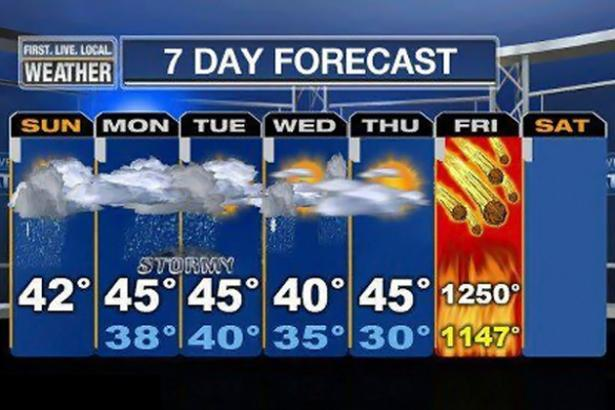 FIRST. LIVE. LOCAL.
WEATHER
7 DAY FORECAST
SUN MON TUE WED THU FRI SAT
STORMY
42° 45° 45° 40° 45° 1250°
38° 40° 35° 30° 1147°